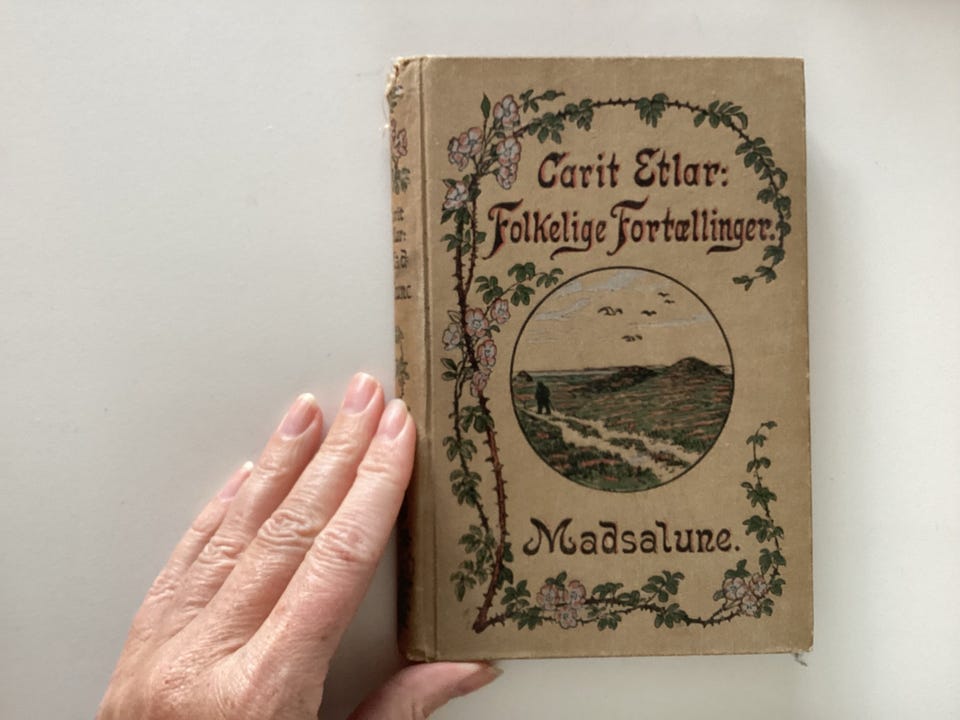 Carit Etlar:
Folkelige Fortællinger.
Madsalune.